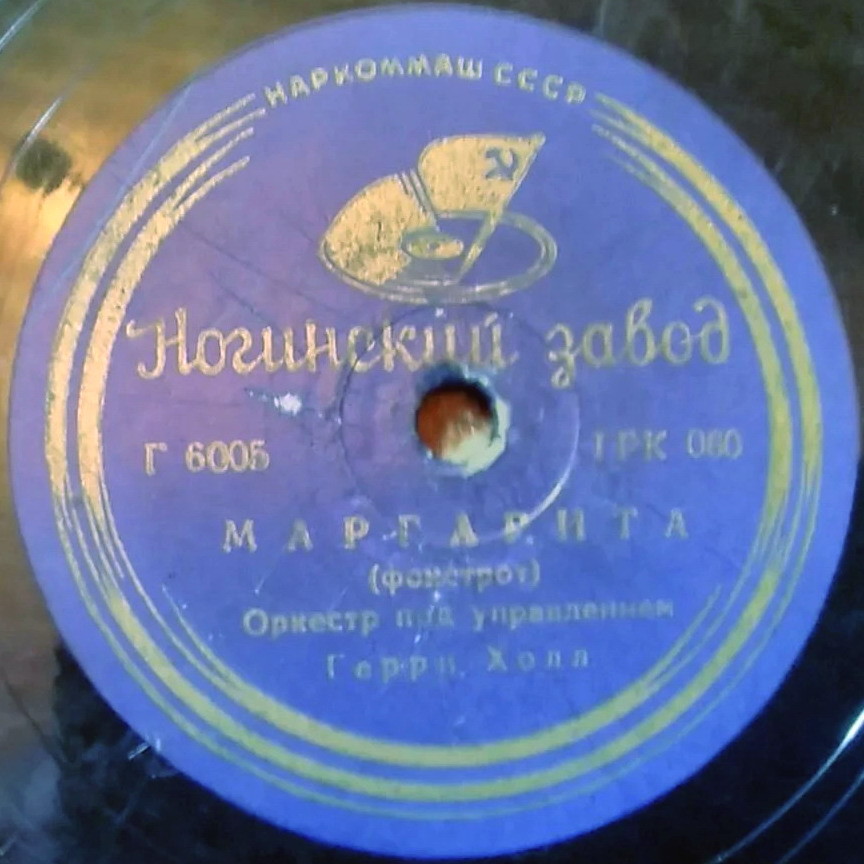 НАРКОММАШ СССР
Ногинский завод
Г 6005 ГРК 060
МАРГАРИТА
(фокстрот)
Оркестр под управлением
Герри Холл